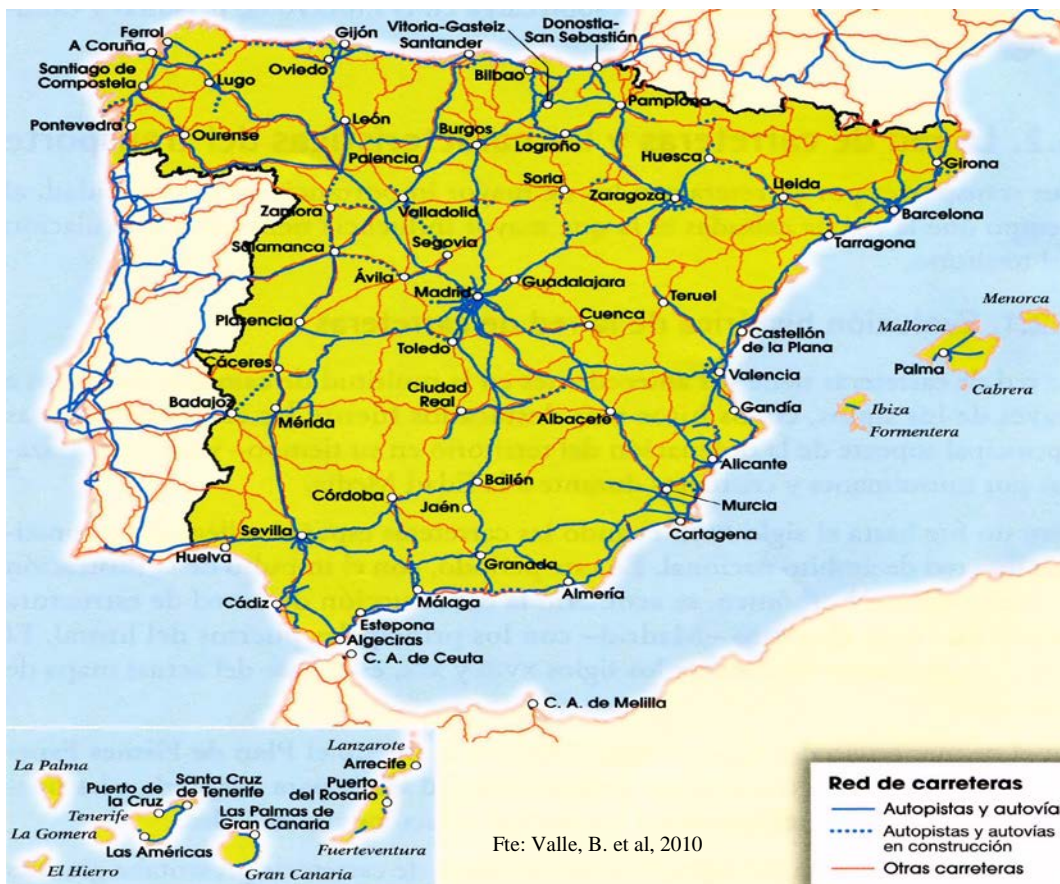 Ferrol
A Coruña
Santiago de
Compostela
Lugo
Pontevedra
Ourense
Gijón
Oviedo
León
Vitoria-Gasteiz
Santander
Bilbao
Donostia-
San Sebastián
Pamplona
Burgos
Logroño
Palencia
Huesca
Girona
Soria
Lleida
Zamora
Valladolid
Zaragoza
Barcelona
Segovia
Salamanca
Tarragona
Ávila
Guadalajara
Madrid
Teruel
Menorca
Plasencia
Cuenca
Mallorca
Toledo
Castellón
de la Plana
Palma
Cáceres
Valencia
Cabrera
Badajoz
Ciudad
Real
Albacete
Gandía
Ibiza
Formentera
Mérida
Alicante
Bailén
Córdoba
Jaén
Murcia
Sevilla
Cartagena
Huelva
Granada
Almería
Cádiz
Málaga
Estepona
Algeciras
C. A. de Ceuta
C. A. de Melilla
Lanzarote
Arrecife
La Palma
Santa Cruz
de Tenerife
Puerto de
la Cruz
Puerto
del Rosario
Tenerife
Las Palmas de
Gran Canaria
La Gomera
Las Américas
Fuerteventura
El Hierro
Gran Canaria
Fte: Valle, B. et al, 2010
Red de carreteras
Autopistas y autovía
Autopistas y autovías
en construcción
Otras carreteras